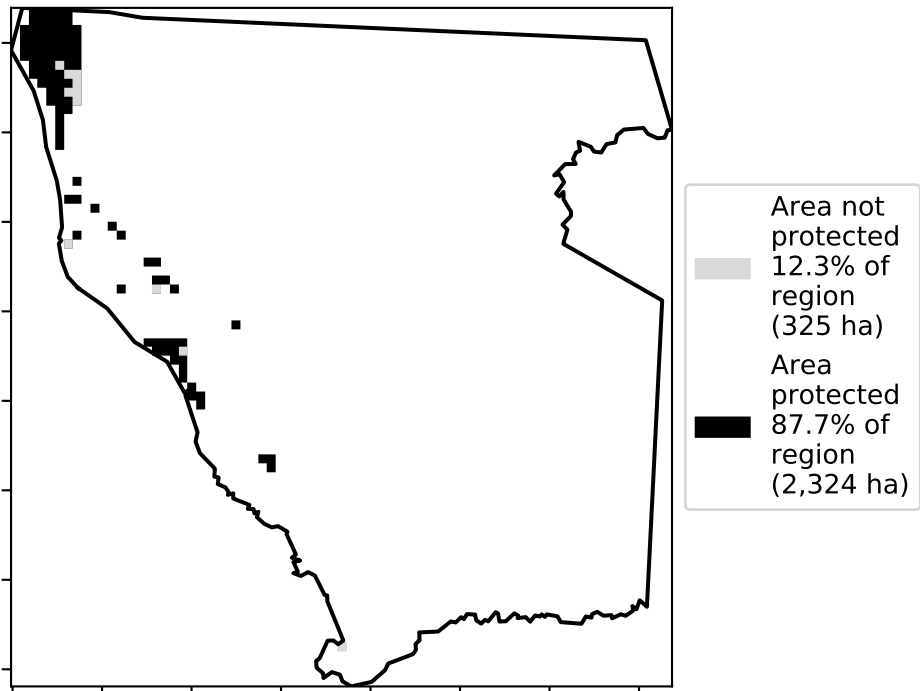 Area not
protected
12.3% of
region
(325 ha)
Area
protected
87.7% of
region
(2,324 ha)